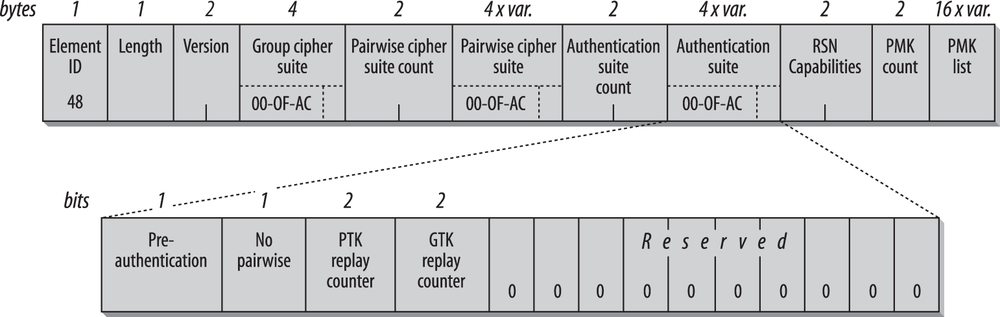 bytes 1 1 2 4 2 4 x var. 2 4 x var. 2 2 16 x var.
Element
ID
48
Length
Version
Group cipher
suite
00-OF-AC
Pairwise cipher
suite count
Pairwise cipher
suite
00-OF-AC
Authentication
suite
count
Authentication
suite
00-OF-AC
RSN
Capabilities
PMK
count
PMK
list
bits 1 1 2 2
Pre-
authentication
No
pairwise
PTK
replay
counter
GTK
replay
counter
Reserved
0 0 0 0 0 0 0 0 0 0